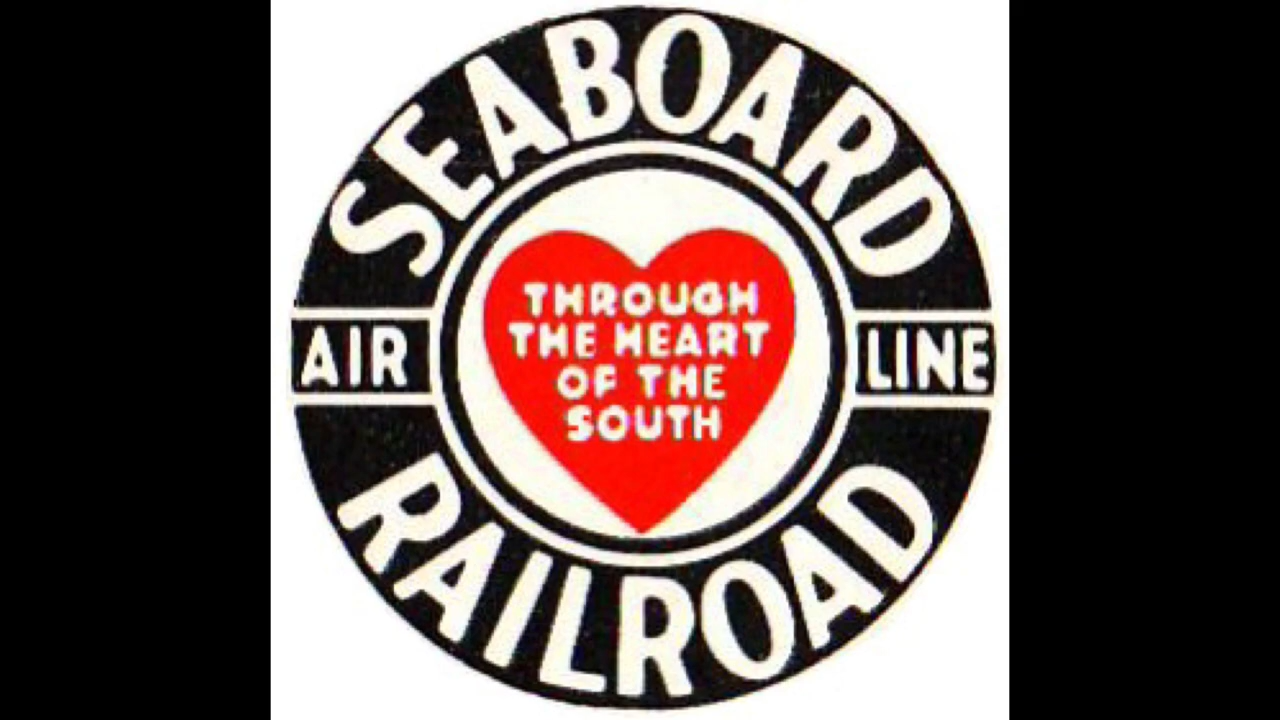 SEABOARD
AIR LINE
THROUGH
THE HEART
OF THE
SOUTH
RAILROAD